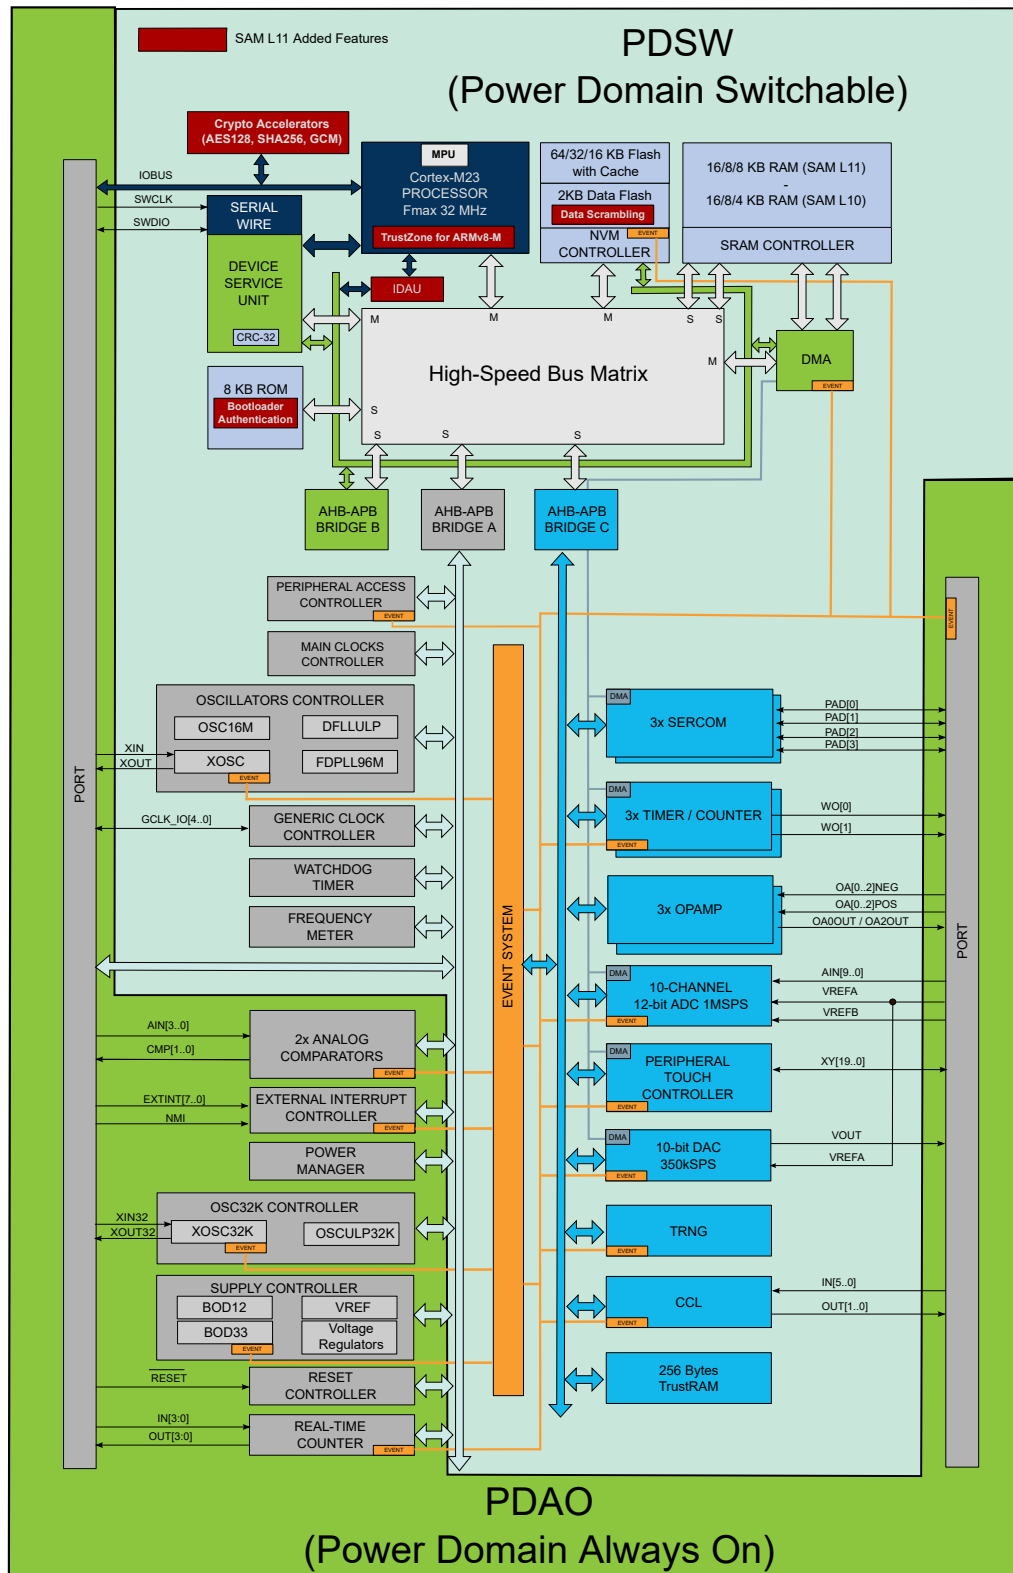 SAM L11 Added Features
PDSW
(Power Domain Switchable)
Crypto Accelerators
(AES128, SHA256, GCM)
IOBUS
SWCLK
SWDIO
SERIAL
WIRE
DEVICE
SERVICE
UNIT
CRC-32
MPU
Cortex-M23
PROCESSOR
Fmax 32 MHz
TrustZone for ARMv8-M
IDAU
64/32/16 KB Flash
with Cache
2KB Data Flash
Data Scrambling
EVENT
NVM
CONTROLLER
16/8/8 KB RAM (SAM L11)
-
16/8/4 KB RAM (SAM L10)
SRAM CONTROLLER
M
M
M
S
S
M
High-Speed Bus Matrix
S
S
S
S
DMA
EVENT
8 KB ROM
Bootloader
Authentication
AHB-APB
BRIDGE B
AHB-APB
BRIDGE A
AHB-APB
BRIDGE C
PORT
PERIPHERAL ACCESS
CONTROLLER
EVENT
MAIN CLOCKS
CONTROLLER
OSCILLATORS CONTROLLER
OSC16M
DFLLULP
XOSC
FDPLL96M
EVENT
XIN
XOUT
GCLK_IO[4..0]
GENERIC CLOCK
CONTROLLER
WATCHDOG
TIMER
FREQUENCY
METER
EVENT SYSTEM
AIN[3..0]
CMP[1..0]
2x ANALOG
COMPARATORS
EVENT
EXTINT[7..0]
NMI
EXTERNAL INTERRUPT
CONTROLLER
EVENT
POWER
MANAGER
OSC32K CONTROLLER
XIN32
XOUT32
XOSC32K
OSCULP32K
EVENT
SUPPLY CONTROLLER
BOD12
VREF
BOD33
Voltage
Regulators
EVENT
RESET
RESET
CONTROLLER
IN[3:0]
OUT[3:0]
REAL-TIME
COUNTER
EVENT
EVENT
PORT
DMA
3x SERCOM
PAD[0]
PAD[1]
PAD[2]
PAD[3]
DMA
3x TIMER / COUNTER
EVENT
WO[0]
WO[1]
3x OPAMP
OA[0..2]NEG
OA[0..2]POS
OA0OUT / OA2OUT
DMA
10-CHANNEL
12-bit ADC 1MSPS
EVENT
AIN[9..0]
VREFA
VREFB
DMA
PERIPHERAL
TOUCH
CONTROLLER
EVENT
XY[19..0]
DMA
10-bit DAC
350kSPS
EVENT
VOUT
VREFA
TRNG
EVENT
CCL
EVENT
IN[5..0]
OUT[1..0]
256 Bytes
TrustRAM
PDAO
(Power Domain Always On)